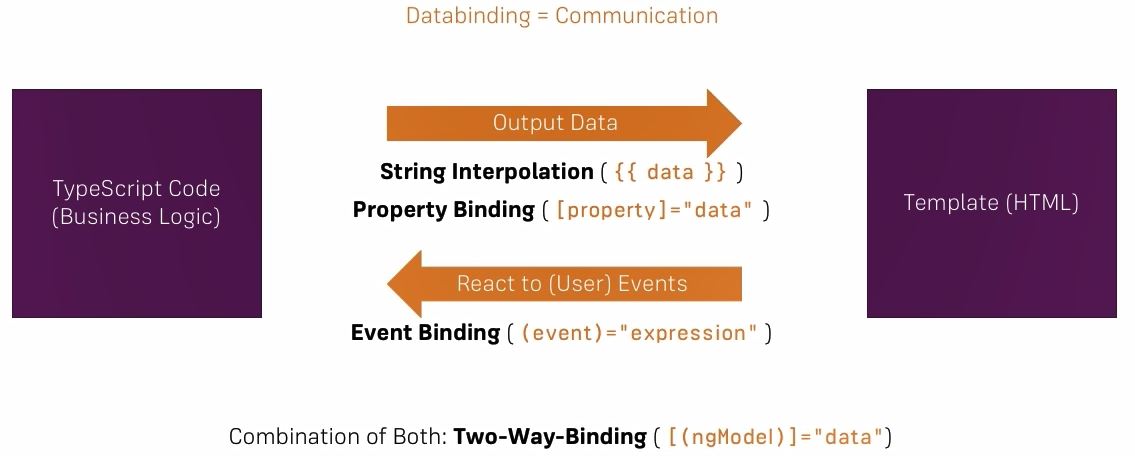 Databinding = Communication
TypeScript Code
(Business Logic)
Output Data
String Interpolation ( {{ data }} )
Property Binding ( [property]="data" )
React to (User) Events
Event Binding ( (event)="expression" )
Template (HTML)
Combination of Both: Two-Way-Binding ( [(ngModel)]="data")